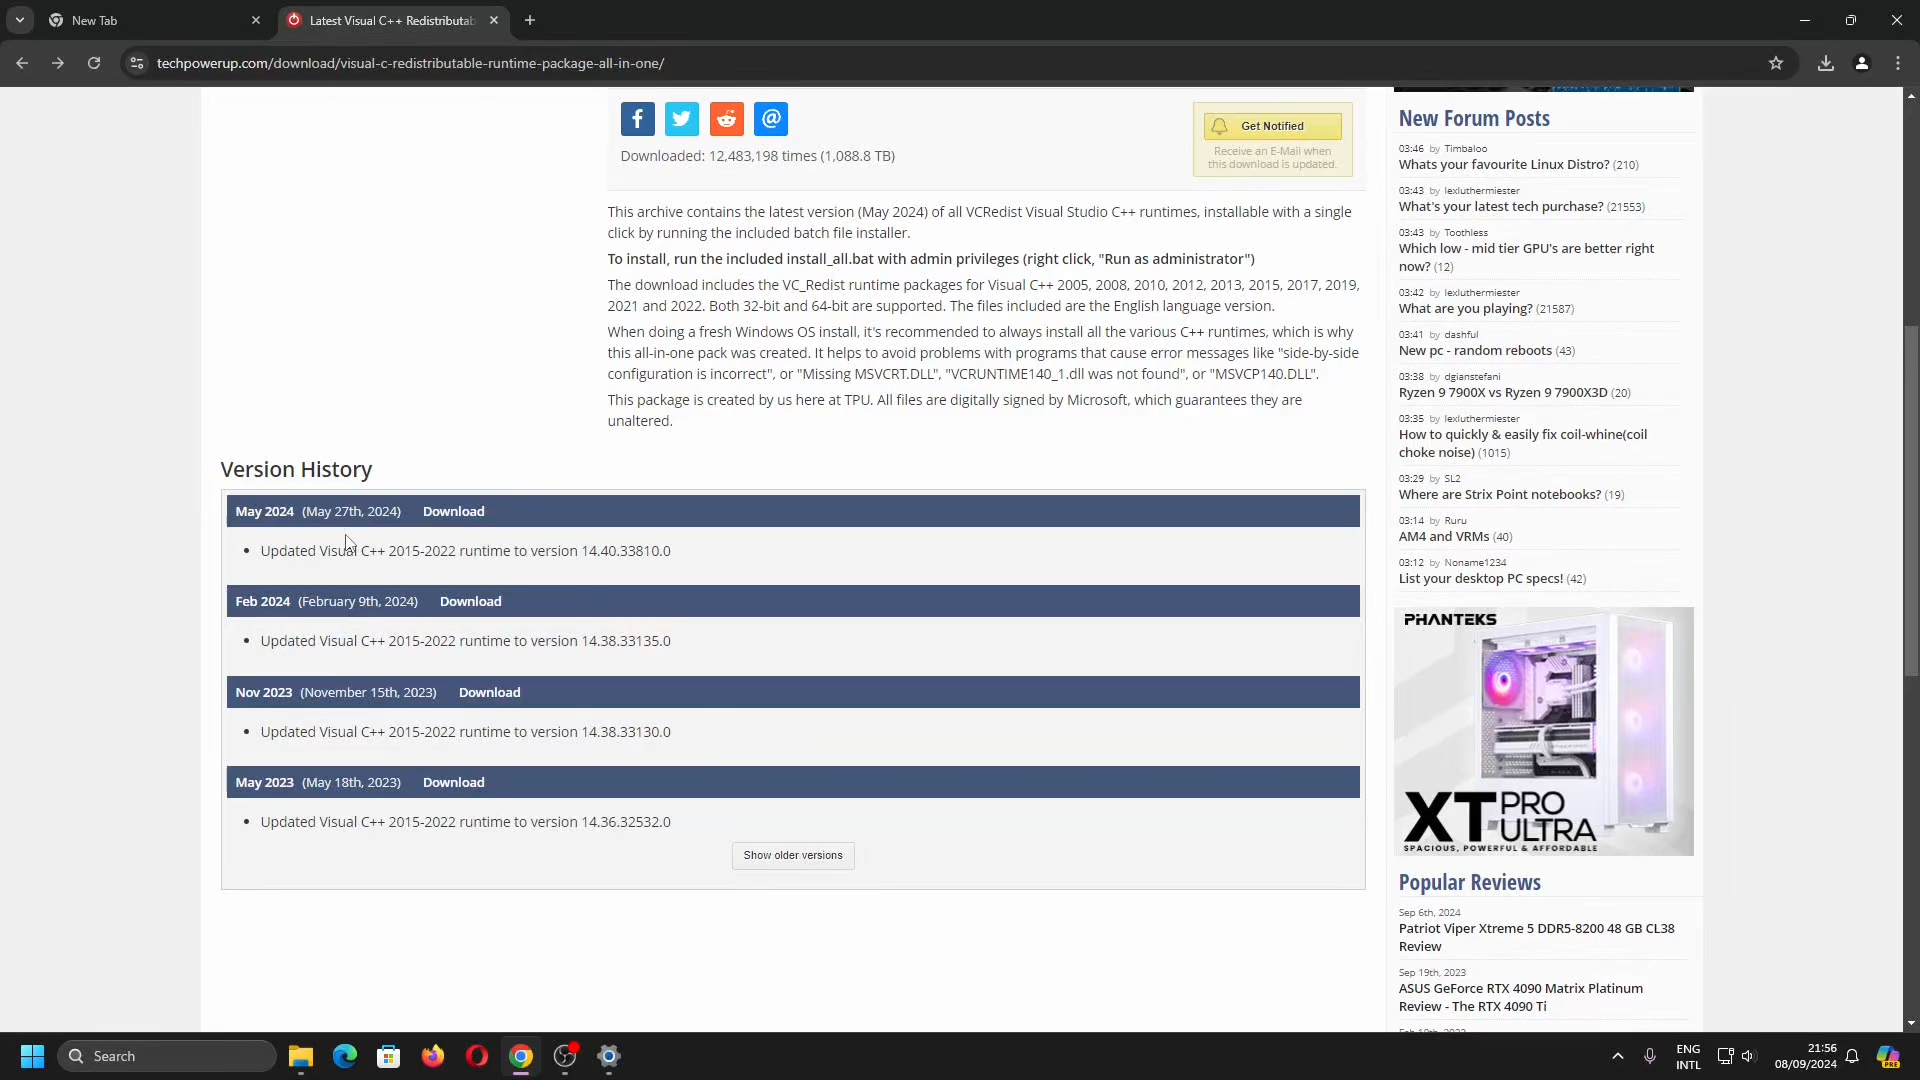 New Tab
Latest Visual C++ Redistributab
techpowerup.com/download/visual-c-redistributable-runtime-package-all-in-one/
Downloaded: 12,483,198 times (1,088.8 TB)
Get Notified
Receive an E-Mail when
this download is updated.
This archive contains the latest version (May 2024) of all VCRedist Visual Studio C++ runtimes, installable with a single
click by running the included batch file installer.
To install, run the included install_all.bat with admin privileges (right click, "Run as administrator")
The download includes the VC_Redist runtime packages for Visual C++ 2005, 2008, 2010, 2012, 2013, 2015, 2017, 2019,
2021 and 2022. Both 32-bit and 64-bit are supported. The files included are the English language version.
When doing a fresh Windows OS install, it's recommended to always install all the various C++ runtimes, which is why
this all-in-one pack was created. It helps to avoid problems with programs that cause error messages like "side-by-side
configuration is incorrect", or "Missing MSVCRT.DLL", "VCRUNTIME140_1.dll was not found", or "MSVCP140.DLL".
This package is created by us here at TPU. All files are digitally signed by Microsoft, which guarantees they are
unaltered.
Version History
May 2024 (May 27th, 2024) Download
Updated Visual C++ 2015-2022 runtime to version 14.40.33810.0
Feb 2024 (February 9th, 2024) Download
Updated Visual C++ 2015-2022 runtime to version 14.38.33135.0
Nov 2023 (November 15th, 2023) Download
Updated Visual C++ 2015-2022 runtime to version 14.38.33130.0
May 2023 (May 18th, 2023) Download
Updated Visual C++ 2015-2022 runtime to version 14.36.32532.0
Show older versions
New Forum Posts
03:46 by Timbaloo
Whats your favourite Linux Distro? (210)
03:43 by lexluthermiester
What's your latest tech purchase? (21553)
03:43 by Toothless
Which low - mid tier GPU's are better right
now? (12)
03:42 by lexluthermiester
What are you playing? (21587)
03:41 by dashful
New pc - random reboots (43)
03:38 by dgianstefani
Ryzen 9 7900X vs Ryzen 9 7900X3D (20)
03:35 by lexluthermiester
How to quickly & easily fix coil-whine(coil
choke noise) (1015)
03:29 by SL2
Where are Strix Point notebooks? (19)
03:14 by Ruru
AM4 and VRMs (40)
03:12 by Noname1234
List your desktop PC specs! (42)
PHANTEKS
XT PRO
ULTRA
SPACIOUS, POWERFUL & AFFORDABLE
Popular Reviews
Sep 6th, 2024
Patriot Viper Xtreme 5 DDR5-8200 48 GB CL38
Review
Sep 19th, 2023
ASUS GeForce RTX 4090 Matrix Platinum
Review - The RTX 4090 Ti
Search
ENG
INTL
21:56
08/09/2024
PRE